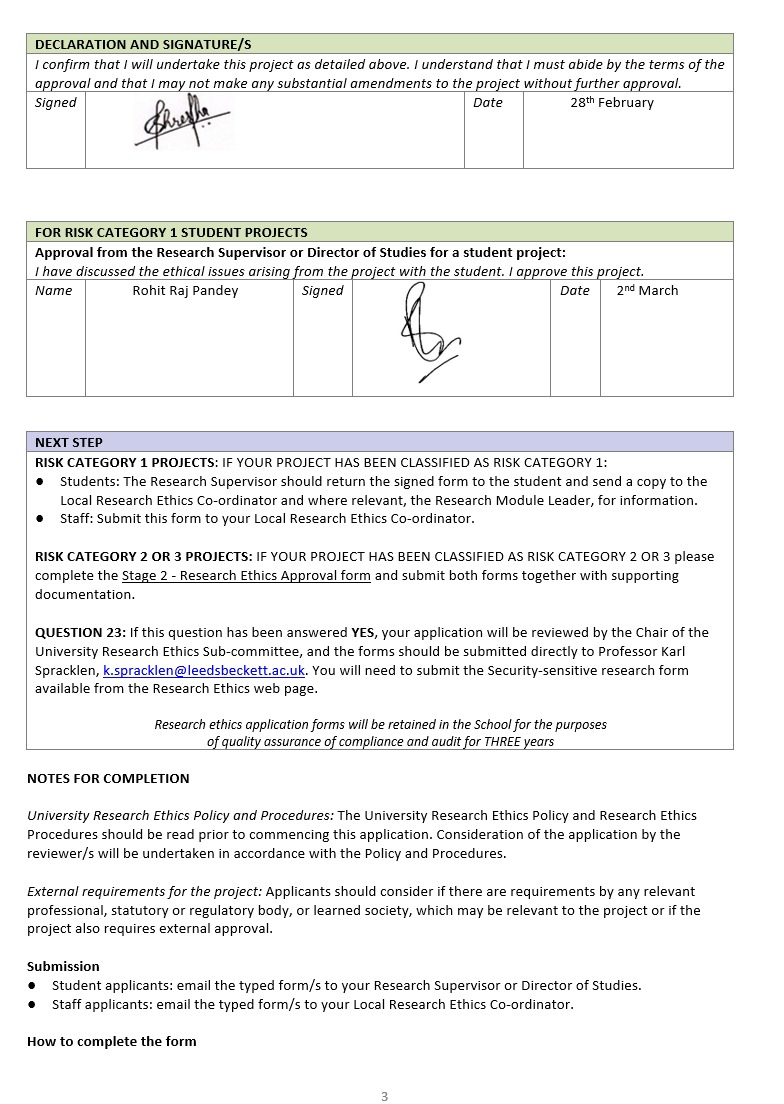 DECLARATION AND SIGNATURE/S
I confirm that I will undertake this project as detailed above. I understand that I must abide by the terms of the
approval and that I may not make any substantial amendments to the project without further approval.
Signed Shrestha Date 28th February
FOR RISK CATEGORY 1 STUDENT PROJECTS
Approval from the Research Supervisor or Director of Studies for a student project:
I have discussed the ethical issues arising from the project with the student. I approve this project.
Name Rohit Raj Pandey Signed Date 2nd March
NEXT STEP
RISK CATEGORY 1 PROJECTS: IF YOUR PROJECT HAS BEEN CLASSIFIED AS RISK CATEGORY 1:
● Students: The Research Supervisor should return the signed form to the student and send a copy to the
Local Research Ethics Co-ordinator and where relevant, the Research Module Leader, for information.
● Staff: Submit this form to your Local Research Ethics Co-ordinator.
RISK CATEGORY 2 OR 3 PROJECTS: IF YOUR PROJECT HAS BEEN CLASSIFIED AS RISK CATEGORY 2 OR 3 please
complete the Stage 2 - Research Ethics Approval form and submit both forms together with supporting
documentation.
QUESTION 23: If this question has been answered YES, your application will be reviewed by the Chair of the
University Research Ethics Sub-committee, and the forms should be submitted directly to Professor Karl
Spracklen, k.spracklen@leedsbeckett.ac.uk. You will need to submit the Security-sensitive research form
available from the Research Ethics web page.
Research ethics application forms will be retained in the School for the purposes
of quality assurance of compliance and audit for THREE years
NOTES FOR COMPLETION
University Research Ethics Policy and Procedures: The University Research Ethics Policy and Research Ethics
Procedures should be read prior to commencing this application. Consideration of the application by the
reviewer/s will be undertaken in accordance with the Policy and Procedures.
External requirements for the project: Applicants should consider if there are requirements by any relevant
professional, statutory or regulatory body, or learned society, which may be relevant to the project or if the
project also requires external approval.
Submission
● Student applicants: email the typed form/s to your Research Supervisor or Director of Studies.
● Staff applicants: email the typed form/s to your Local Research Ethics Co-ordinator.
How to complete the form
3